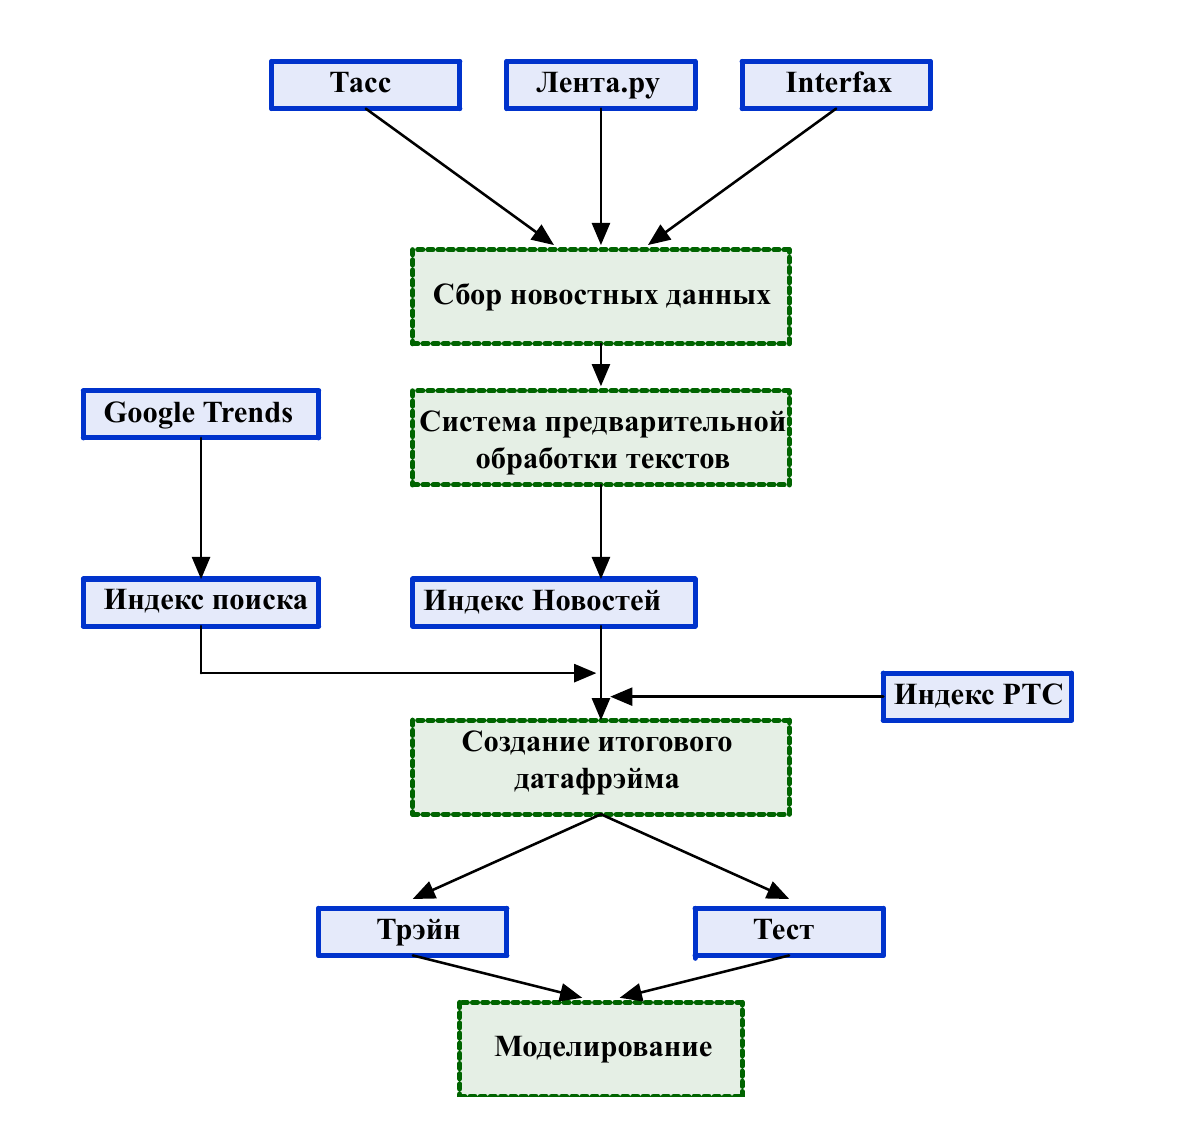 Тасс
Лента.ру
Interfax
Сбор новостных данных
Google Trends
Система предварительной
обработки текстов
Индекс поиска
Индекс Новостей
Индекс РТС
Создание итогового
датафрэйма
Трэйн
Тест
Моделирование